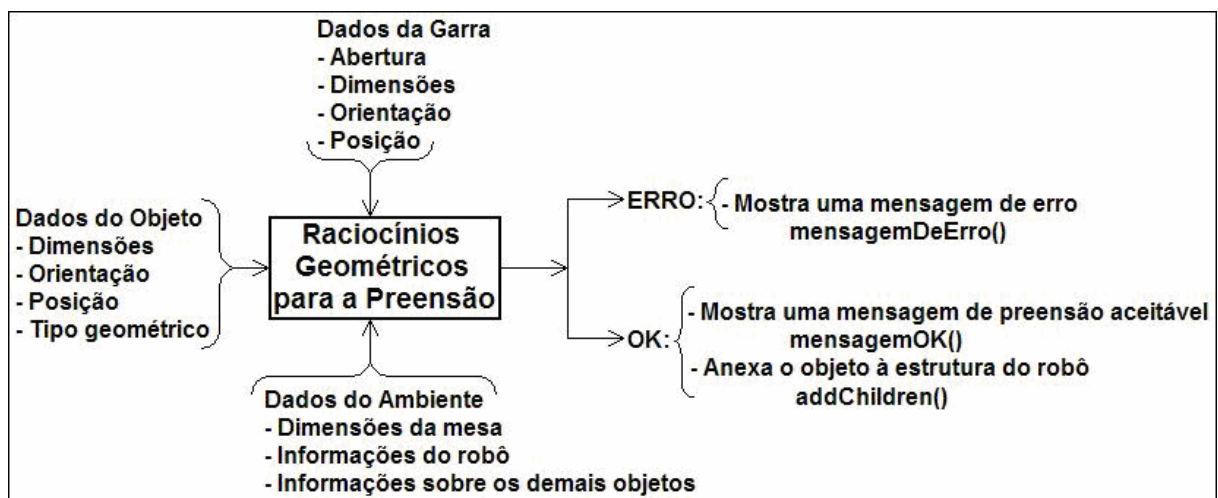 Dados da Garra
- Abertura
- Dimensões
- Orientação
- Posição
Dados do Objeto
- Dimensões
- Orientação
- Posição
- Tipo geométrico
Raciocínios
Geométricos
para a Preensão
Dados do Ambiente
- Dimensões da mesa
- Informações do robô
- Informações sobre os demais objetos
ERRO:
- Mostra uma mensagem de erro
mensagemDeErro()
OK:
- Mostra uma mensagem de preensão aceitável
mensagemOK()
- Anexa o objeto à estrutura do robô
addChildren()